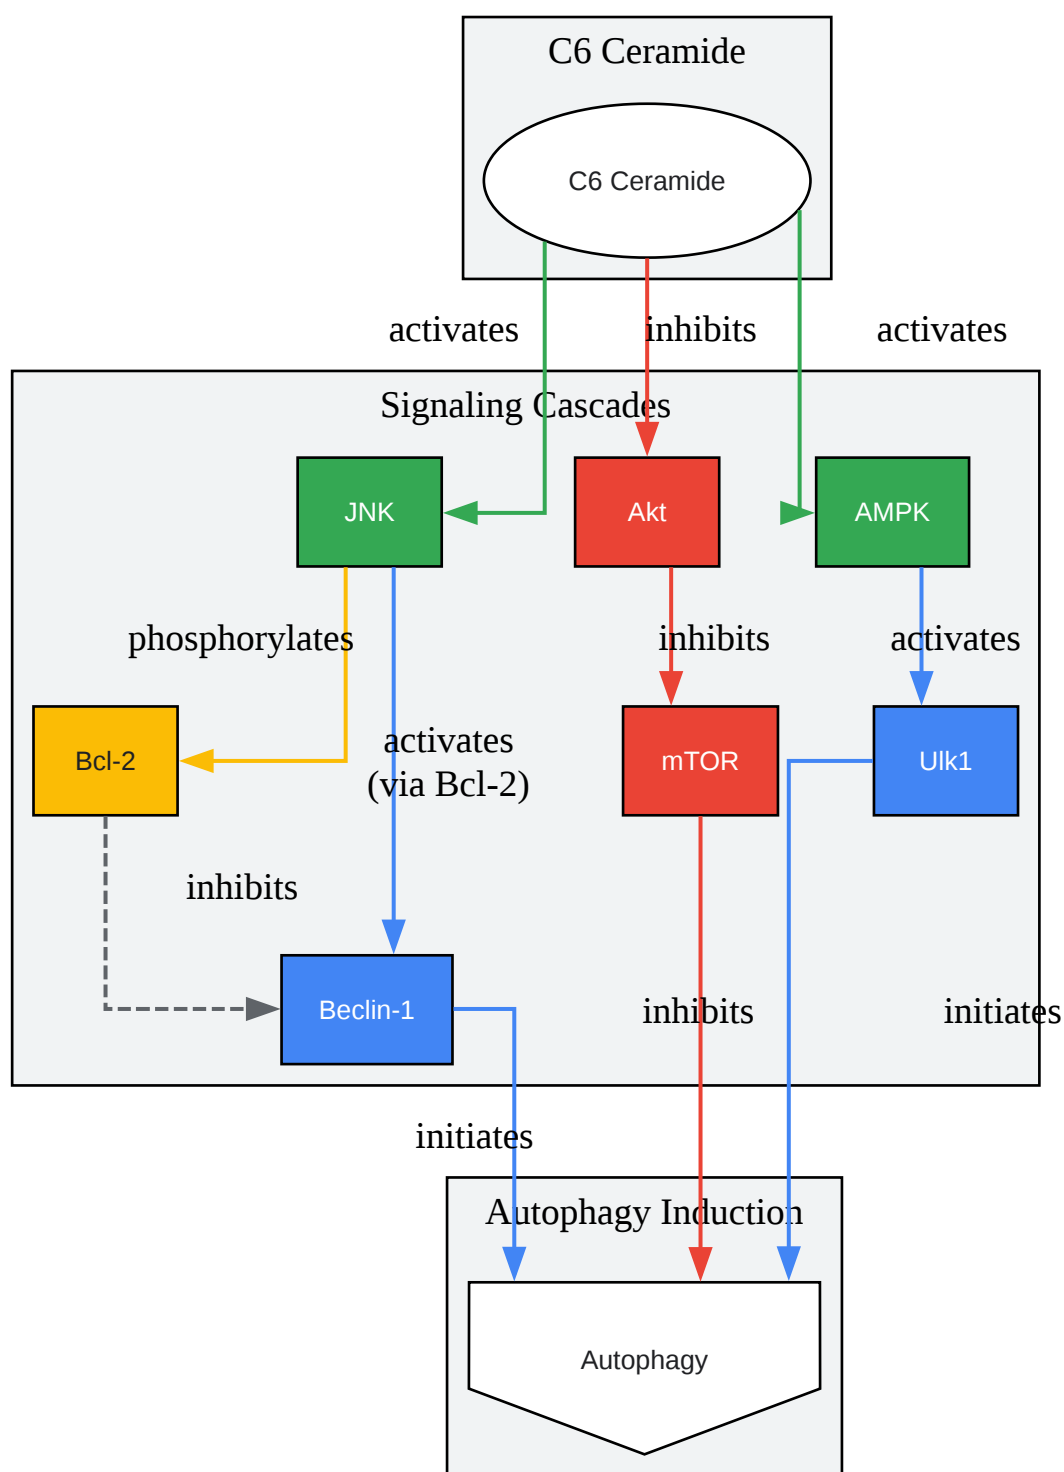 C6 Ceramide
C6 Ceramide
activates
inhibits
activates
Signaling Cascades
JNK
Akt
AMPK
phosphorylates
inhibits
activates
Bcl-2
activates
(via Bcl-2)
mTOR
Ulk1
inhibits
Beclin-1
inhibits
initiates
initiates
Autophagy Induction
Autophagy